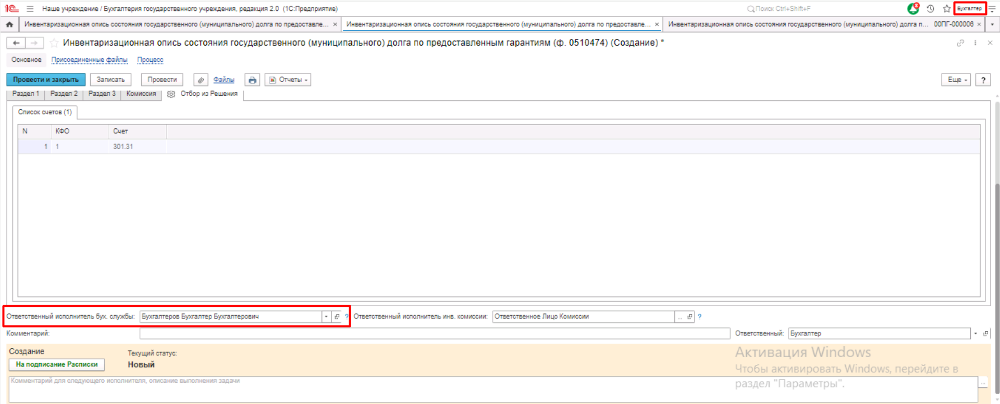 Наше учреждение / Бухгалтерия государственного учреждения, редакция 2.0 (1С:Предприятие)
Поиск Ctrl+Shift+F
8
Бухгалтер
Инвентаризационная опись состояния государственного (муниципального) долга по предоставле... ×
Инвентаризационная опись состояния государственного (муниципального) долга по предоставле... ×
Инвентаризационная опись состояния государственного (муниципального) долга п... 00ПГ-000006 ×
Инвентаризационная опись состояния государственного (муниципального) долга по предоставленным гарантиям (ф. 0510474) (Создание) *
Основное Присоединенные файлы Процесс
Провести и закрыть Записать Провести Файлы Отчеты Еще ?
Раздел 1 Раздел 2 Раздел 3 Комиссия Отбор из Решения
Список счетов (1)
N КФО Счет
1 1 301.31
Ответственный исполнитель бух. службы: Бухгалтеров Бухгалтер Бухгалтерович ? Ответственный исполнитель инв. комиссии: Ответственное Лицо Комиссии ... ?
Комментарий: Ответственный: Бухгалтер
Создание Текущий статус:
На подписание Расписки Новый
Комментарий для следующего исполнителя, описание выполнения задачи
...
Активация Windows
Чтобы активировать Windows, перейдите в
раздел "Параметры".